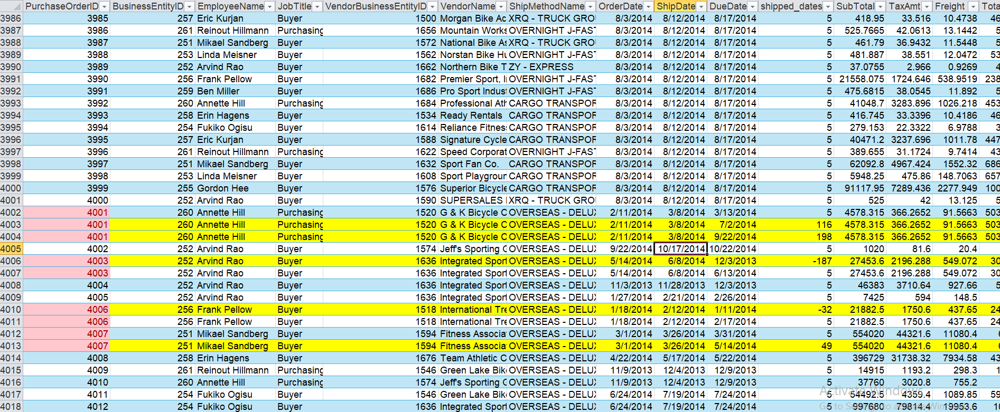 PurchaseOrderID BusinessEntityID EmployeeName JobTitle VendorBusinessEntityID VendorName ShipMethodName OrderDate ShipDate DueDate shipped_dates SubTotal TaxAmt Freight Tota
3986 3985 257 Eric Kurjan Buyer 1500 Morgan Bike Ac XRQ - TRUCK GRO 8/3/2014 8/12/2014 8/17/2014 5 418.95 33.516 10.4738 46
3987 3986 261 Reinout Hillmann Purchasing 1656 Mountain Works OVERNIGHT J-FAST 8/3/2014 8/12/2014 8/17/2014 5 525.7665 42.0613 13.1442 5
3988 3987 251 Mikael Sandberg Buyer 1572 National Bike As XRQ - TRUCK GRO 8/3/2014 8/12/2014 8/17/2014 5 461.79 36.9432 11.5448 5
3989 3988 253 Linda Meisner Buyer 1562 Norstan Bike Hu OVERNIGHT J-FAST 8/3/2014 8/12/2014 8/17/2014 5 481.887 38.551 12.0472 53
3990 3989 252 Arvind Rao Buyer 1662 Northern Bike T ZY - EXPRESS 8/3/2014 8/12/2014 8/17/2014 5 37.0755 2.966 0.9269 4
3991 3990 256 Frank Pellow Buyer 1682 Premier Sport, I OVERNIGHT J-FAST 8/3/2014 8/12/2014 8/17/2014 5 21558.075 1724.646 538.9519 238
3992 3991 259 Ben Miller Buyer 1686 Pro Sport Indust OVERNIGHT J-FAST 8/3/2014 8/12/2014 8/17/2014 5 475.6815 38.0545 11.892 5
3993 3992 260 Annette Hill Purchasing 1684 Professional Ath CARGO TRANSPOR 8/3/2014 8/12/2014 8/17/2014 5 41048.7 3283.896 1026.218 453
3994 3993 258 Erin Hagens Buyer 1534 Ready Rentals CARGO TRANSPOR 8/3/2014 8/12/2014 8/17/2014 5 416.745 33.3396 10.4186 46
3995 3994 254 Fukiko Ogisu Buyer 1614 Reliance Fitness CARGO TRANSPOR 8/3/2014 8/12/2014 8/17/2014 5 279.153 22.3322 6.9788 3
3996 3995 257 Eric Kurjan Buyer 1588 Signature Cycle CARGO TRANSPOR 8/3/2014 8/12/2014 8/17/2014 5 40471.2 3237.696 1011.78 447
3997 3996 261 Reinout Hillmann Purchasing 1622 Speed Corporat OVERNIGHT J-FAST 8/3/2014 8/12/2014 8/17/2014 5 389.655 31.1724 9.7414 43
3998 3997 251 Mikael Sandberg Buyer 1632 Sport Fan Co. CARGO TRANSPOR 8/3/2014 8/12/2014 8/17/2014 5 62092.8 4967.424 1552.32 686
3999 3998 253 Linda Meisner Buyer 1608 Sport Playgroun CARGO TRANSPOR 8/3/2014 8/12/2014 8/17/2014 5 5948.25 475.86 148.7063 657
4000 3999 255 Gordon Hee Buyer 1576 Superior Bicycle CARGO TRANSPOR 8/3/2014 8/12/2014 8/17/2014 5 91117.95 7289.436 2277.949 100
4001 4000 252 Arvind Rao Buyer 1590 SUPERSALES XRQ - TRUCK GRO 8/3/2014 8/12/2014 8/17/2014 5 525 42 13.125
4002 4001 260 Annette Hill Purchasing 1520 G & K Bicycle C OVERSEAS - DELUX 2/11/2014 3/8/2014 3/13/2014 5 4578.315 366.2652 91.5663 503
4003 4001 260 Annette Hill Purchasing 1520 G & K Bicycle C OVERSEAS - DELUX 2/11/2014 3/8/2014 7/2/2014 116 4578.315 366.2652 91.5663 503
4004 4001 260 Annette Hill Purchasing 1520 G & K Bicycle C OVERSEAS - DELUX 2/11/2014 3/8/2014 9/22/2014 198 4578.315 366.2652 91.5663 503
4005 4002 252 Arvind Rao Buyer 1574 Jeff's Sporting G OVERSEAS - DELUX 9/22/2014 10/17/2014 10/22/2014 5 1020 81.6 20.4
4006 4003 252 Arvind Rao Buyer 1636 Integrated Sport OVERSEAS - DELUX 5/14/2014 6/8/2014 12/3/2013 -187 27453.6 2196.288 549.072 30
4007 4003 252 Arvind Rao Buyer 1636 Integrated Sport OVERSEAS - DELUX 5/14/2014 6/8/2014 6/13/2014 5 27453.6 2196.288 549.072 30
4008 4004 252 Arvind Rao Buyer 1636 Integrated Sport OVERSEAS - DELUX 11/3/2013 11/28/2013 12/3/2013 5 46383 3710.64 927.66 5
4009 4005 252 Arvind Rao Buyer 1636 Integrated Sport OVERSEAS - DELUX 1/27/2014 2/21/2014 2/26/2014 5 7425 594 148.5
4010 4006 256 Frank Pellow Buyer 1518 International Tre OVERSEAS - DELUX 1/18/2014 2/12/2014 1/11/2014 -32 21882.5 1750.6 437.65 24
4011 4006 256 Frank Pellow Buyer 1518 International Tre OVERSEAS - DELUX 1/18/2014 2/12/2014 2/17/2014 5 21882.5 1750.6 437.65 24
4012 4007 251 Mikael Sandberg Buyer 1594 Fitness Associa OVERSEAS - DELUX 3/1/2014 3/26/2014 3/31/2014 5 554020 44321.6 11080.4
4013 4007 251 Mikael Sandberg Buyer 1594 Fitness Associa OVERSEAS - DELUX 3/1/2014 3/26/2014 5/14/2014 49 554020 44321.6 11080.4
4014 4008 258 Erin Hagens Buyer 1676 Team Athletic C OVERSEAS - DELUX 4/22/2014 5/17/2014 5/22/2014 5 396729 31738.32 7934.58 43
4015 4009 261 Reinout Hillmann Purchasing 1546 Green Lake Bike OVERSEAS - DELUX 11/9/2013 12/4/2013 12/9/2013 5 14915 1193.2 298.3 1
4016 4010 260 Annette Hill Purchasing 1574 Jeff's Sporting G OVERSEAS - DELUX 11/9/2013 12/4/2013 12/9/2013 5 37760 3020.8 755.2
4017 4011 254 Fukiko Ogisu Buyer 1546 Green Lake Bike OVERSEAS - DELUX 6/24/2014 7/19/2014 7/24/2014 5 54492.5 4359.4 1089.85 59
4018 4012 254 Fukiko Ogisu Buyer 1636 Integrated Sport OVERSEAS - DELUX 6/24/2014 7/19/2014 7/24/2014 5 997680 79814.4 19953.6 10
Activate Windows
Go to Settings to activate Windows.